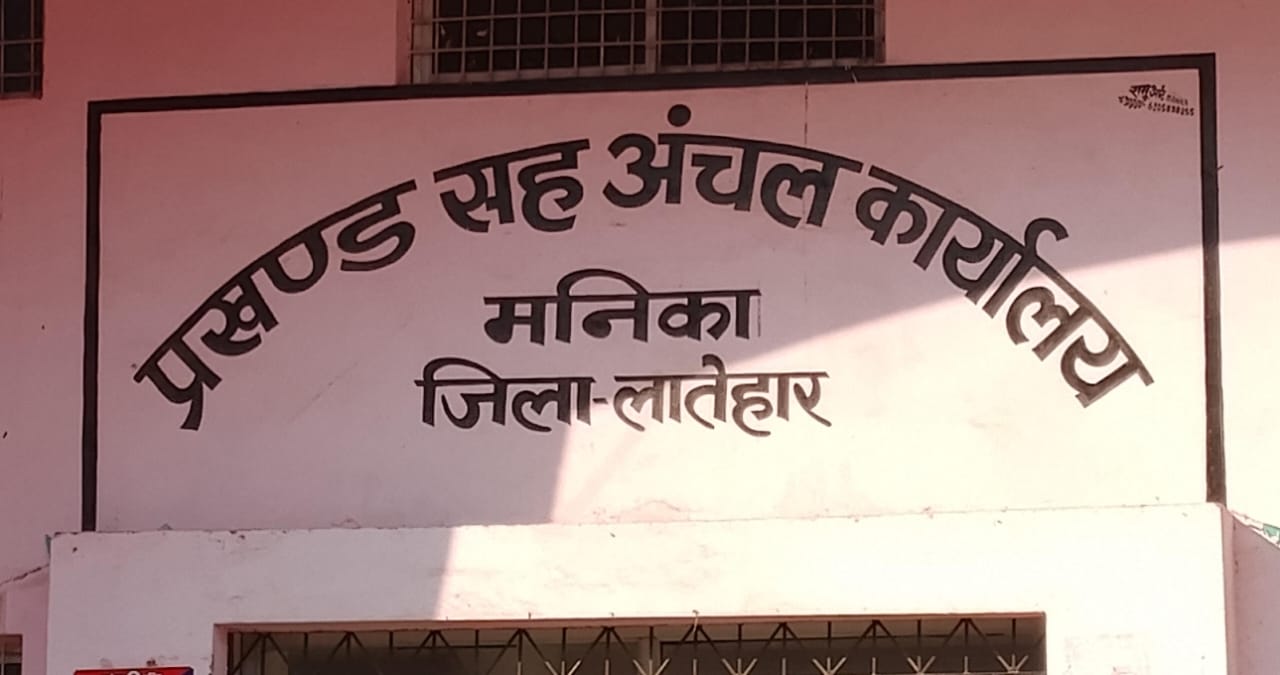 प्रखण्ड सह अंचल कार्यालय
मनिका
जिला-लातेहार